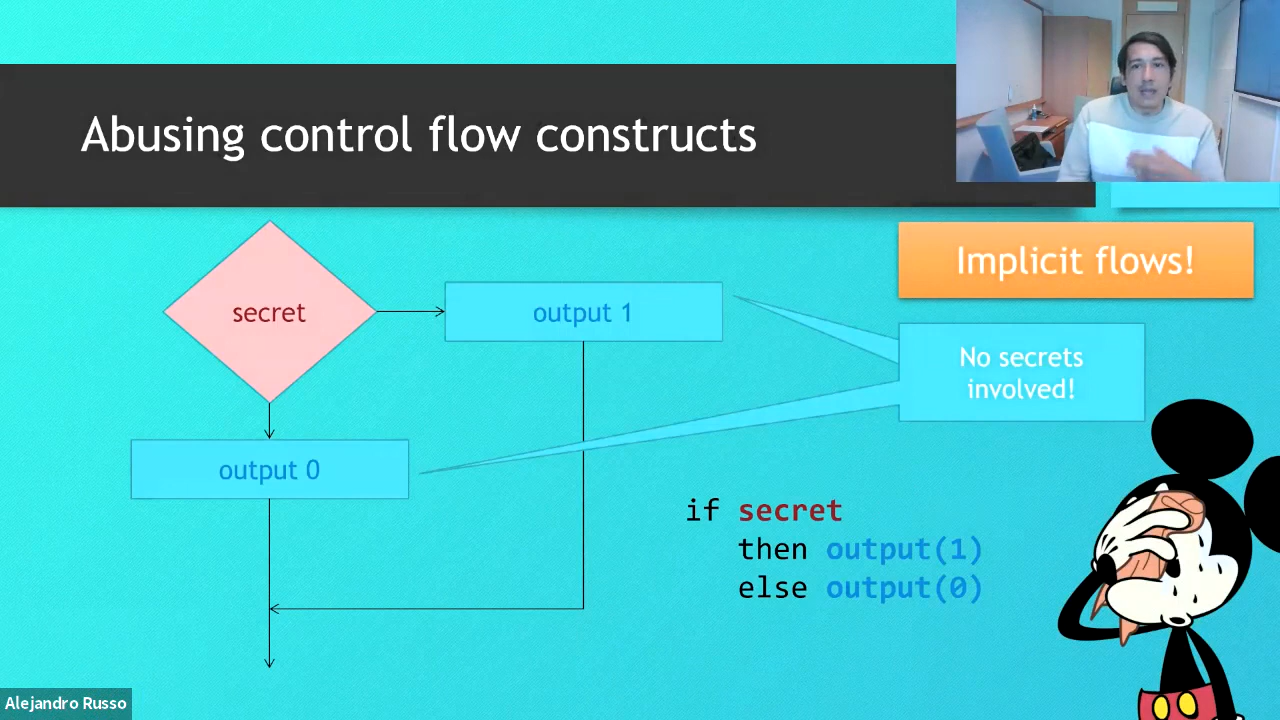 Abusing control flow constructs
Implicit flows!
secret
output 1
No secrets
involved!
output 0
if secret
then output(1)
else output(0)
Alejandro Russo